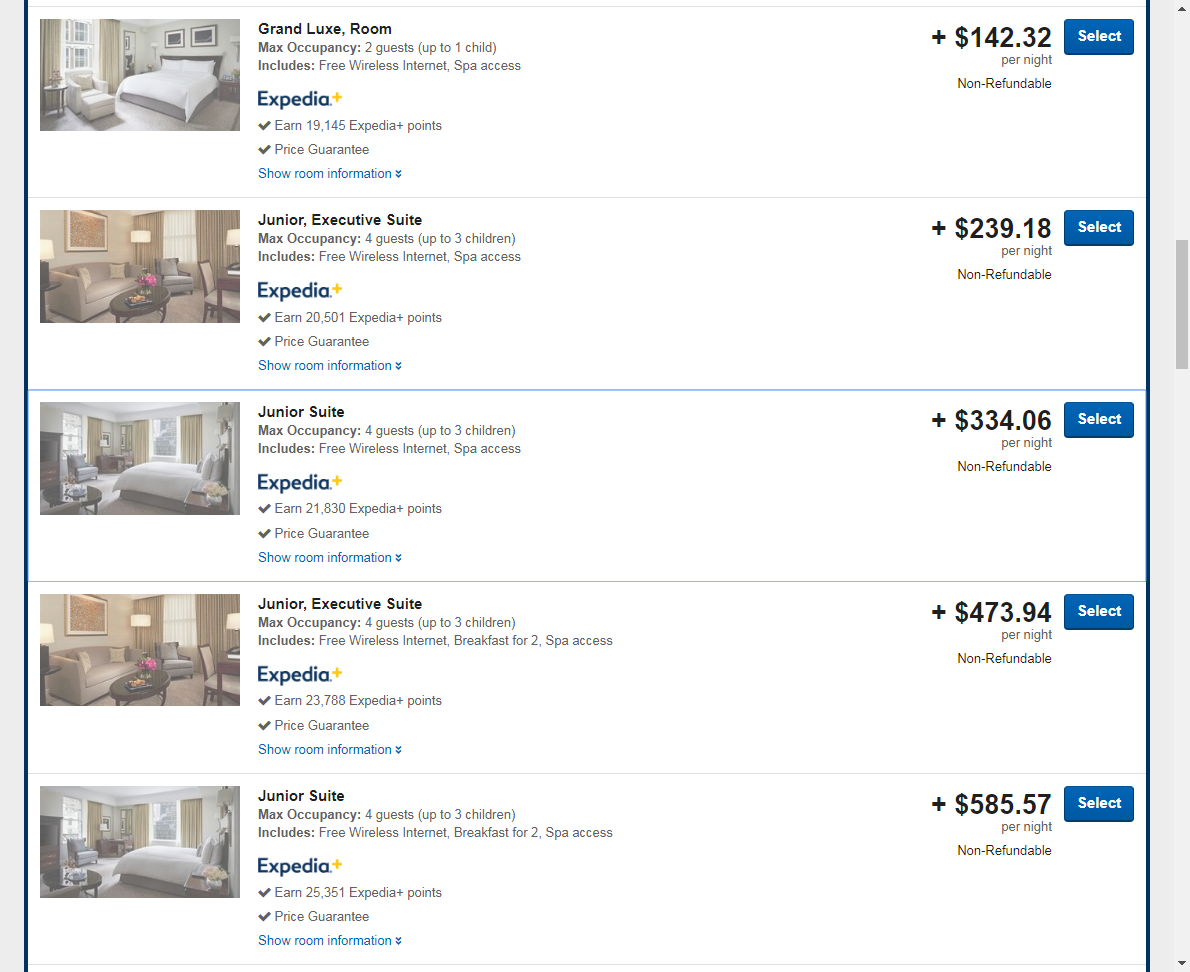 Grand Luxe, Room
Max Occupancy: 2 guests (up to 1 child)
Includes: Free Wireless Internet, Spa access
Expedia+
Earn 19,145 Expedia+ points
Price Guarantee
Show room information
+ $142.32
per night
Non-Refundable
Select
Junior, Executive Suite
Max Occupancy: 4 guests (up to 3 children)
Includes: Free Wireless Internet, Spa access
Expedia+
Earn 20,501 Expedia+ points
Price Guarantee
Show room information
+ $239.18
per night
Non-Refundable
Select
Junior Suite
Max Occupancy: 4 guests (up to 3 children)
Includes: Free Wireless Internet, Spa access
Expedia+
Earn 21,830 Expedia+ points
Price Guarantee
Show room information
+ $334.06
per night
Non-Refundable
Select
Junior, Executive Suite
Max Occupancy: 4 guests (up to 3 children)
Includes: Free Wireless Internet, Breakfast for 2, Spa access
Expedia+
Earn 23,788 Expedia+ points
Price Guarantee
Show room information
+ $473.94
per night
Non-Refundable
Select
Junior Suite
Max Occupancy: 4 guests (up to 3 children)
Includes: Free Wireless Internet, Breakfast for 2, Spa access
Expedia+
Earn 25,351 Expedia+ points
Price Guarantee
Show room information
+ $585.57
per night
Non-Refundable
Select